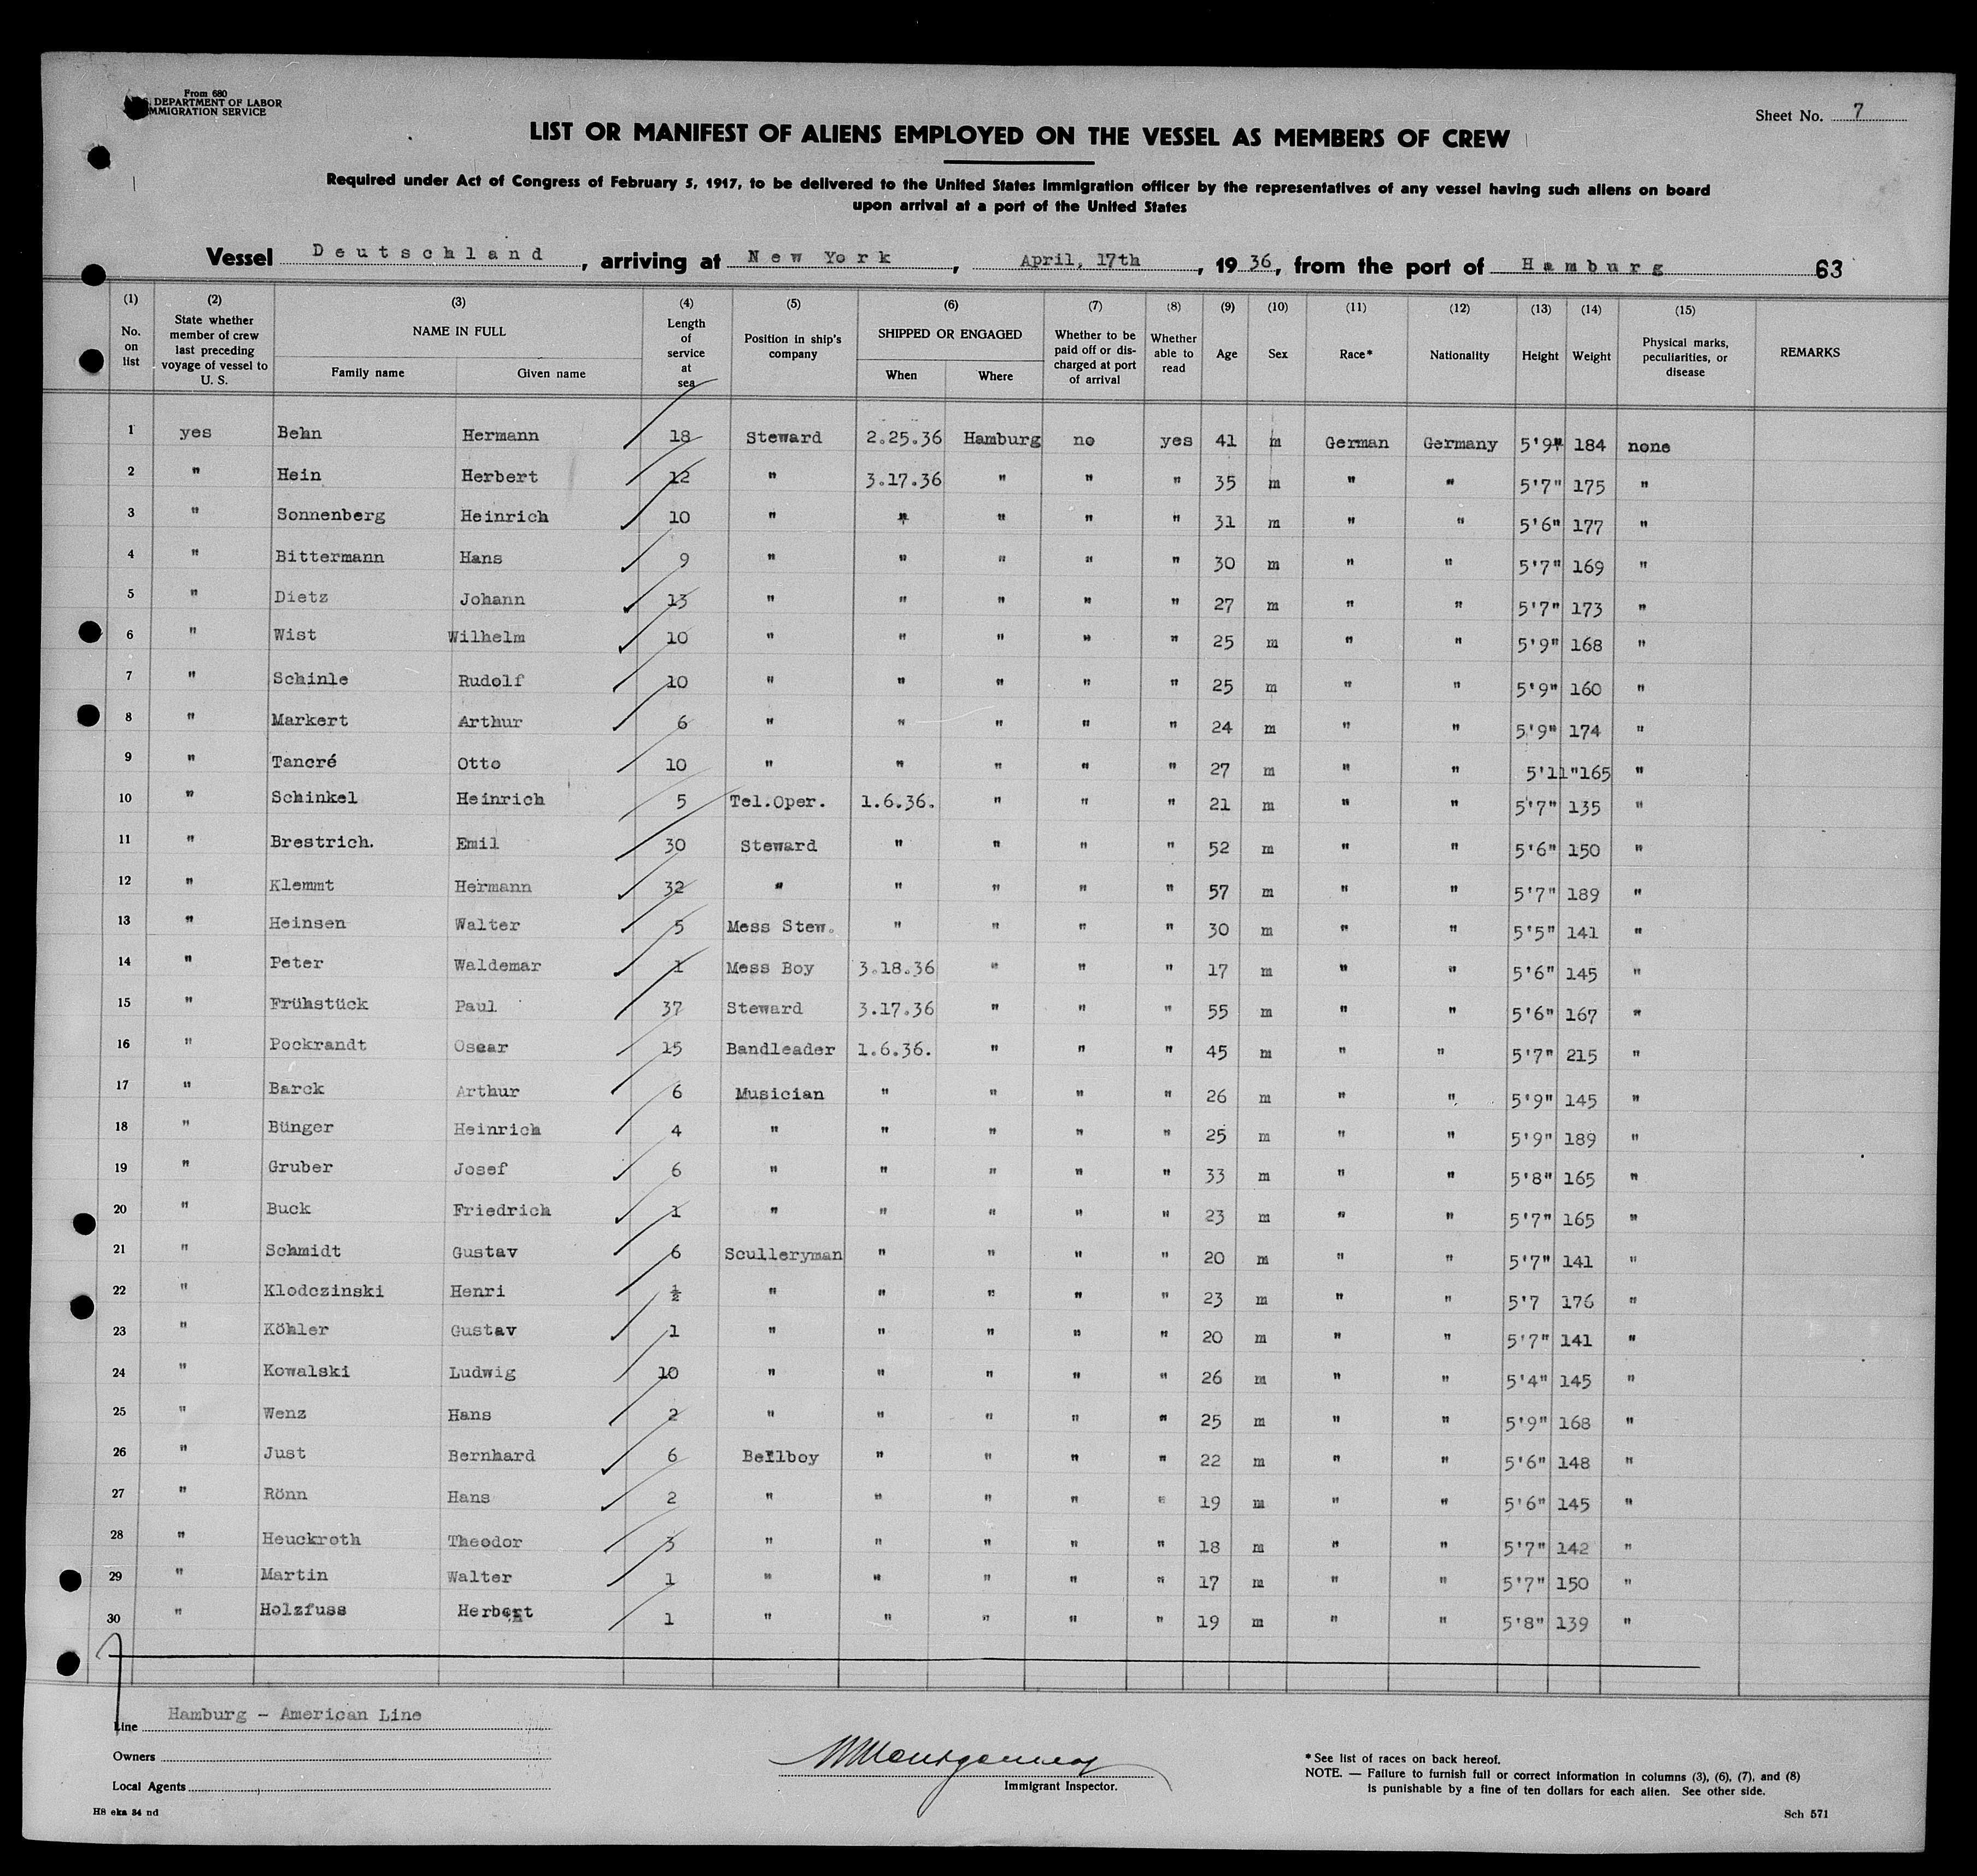 From 680
DEPARTMENT OF LABOR
MMIGRATION SERVICE
Sheet No. 7
LIST OR MANIFEST OF ALIENS EMPLOYED ON THE VESSEL AS MEMBERS OF CREW
Required under Act of Congress of February 5, 1917, to be delivered to the United States Immigration officer by the representatives of any vessel having such aliens on board
upon arrival at a port of the United States
Vessel Deutschland, arriving at New York, April, 17th, 1936, from the port of Hamburg 63
(1) No. on list
(2) State whether member of crew last preceding voyage of vessel to U. S.
(3) NAME IN FULL Family name Given name
(4) Length of service at sea
(5) Position in ship's company
(6) SHIPPED OR ENGAGED When Where
(7) Whether to be paid off or discharged at port of arrival
(8) Whether able to read
(9) Age
(10) Sex
(11) Race*
(12) Nationality
(13) Height
(14) Weight
(15) Physical marks, peculiarities, or disease
REMARKS
1 yes Behn Hermann 18 Steward 2.25.36 Hamburg no yes 41 m German Germany 5'9" 184 none
2 " Hein Herbert 12 " 3.17.36 " " " 35 m " " 5'7" 175 "
3 " Sonnenberg Heinrich 10 " " " " " 31 m " " 5'6" 177 "
4 " Bittermann Hans 9 " " " " " 30 m " " 5'7" 169 "
5 " Dietz Johann 13 " " " " " 27 m " " 5'7" 173 "
6 " Wist Wilhelm 10 " " " " " 25 m " " 5'9" 168 "
7 " Schinle Rudolf 10 " " " " " 25 m " " 5'9" 160 "
8 " Markert Arthur 6 " " " " " 24 m " " 5'9" 174 "
9 " Tancré Otto 10 " " " " " 27 m " " 5'11" 165 "
10 " Schinkel Heinrich 5 Tel.Oper. 1.6.36. " " " 21 m " " 5'7" 135 "
11 " Brestrich. Emil 30 Steward " " " " 52 m " " 5'6" 150 "
12 " Klemmt Hermann 32 " " " " " 57 m " " 5'7" 189 "
13 " Heinsen Walter 5 Mess Stew. " " " " 30 m " " 5'5" 141 "
14 " Peter Waldemar 1 Mess Boy 3.18.36 " " " 17 m " " 5'6" 145 "
15 " Frühstück Paul 37 Steward 3.17.36 " " " 55 m " " 5'6" 167 "
16 " Pockrandt Oscar 15 Bandleader 1.6.36. " " " 45 m " " 5'7" 215 "
17 " Barck Arthur 6 Musician " " " " 26 m " " 5'9" 145 "
18 " Bünger Heinrich 4 " " " " " 25 m " " 5'9" 189 "
19 " Gruber Josef 6 " " " " " 33 m " " 5'8" 165 "
20 " Buck Friedrich 1 " " " " " 23 m " " 5'7" 165 "
21 " Schmidt Gustav 6 Sculleryman " " " " 20 m " " 5'7" 141 "
22 " Klodczinski Henri ½ " " " " " 23 m " " 5'7 176 "
23 " Köhler Gustav 1 " " " " " 20 m " " 5'7" 141 "
24 " Kowalski Ludwig 10 " " " " " 26 m " " 5'4" 145 "
25 " Wenz Hans 2 " " " " " 25 m " " 5'9" 168 "
26 " Just Bernhard 6 Bellboy " " " " 22 m " " 5'6" 148 "
27 " Rönn Hans 2 " " " " " 19 m " " 5'6" 145 "
28 " Heuckroth Theodor 3 " " " " " 18 m " " 5'7" 142 "
29 " Martin Walter 1 " " " " " 17 m " " 5'7" 150 "
30 " Holzfuss Herbert 1 " " " " " 19 m " " 5'8" 139 "
Line Hamburg - American Line
Owners
Local Agents
H8 eka 34 nd
Montgomery
Immigrant Inspector.
* See list of races on back hereof.
NOTE. — Failure to furnish full or correct information in columns (3), (6), (7), and (8)
is punishable by a fine of ten dollars for each alien. See other side.
Sch 571